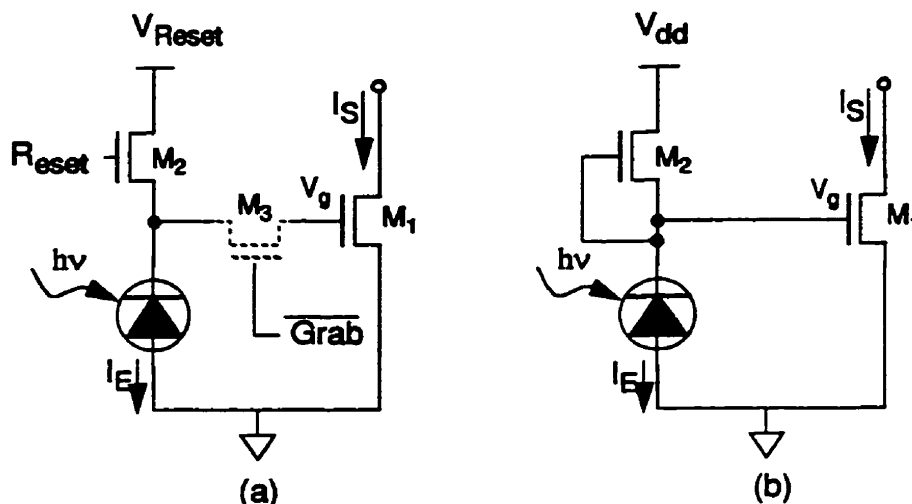 V_Reset
I_S
R_eset
M_2
M_3
V_g
M_1
hν
Grab
I_E
(a)
V_dd
I_S
M_2
V_g
hν
I_E
(b)